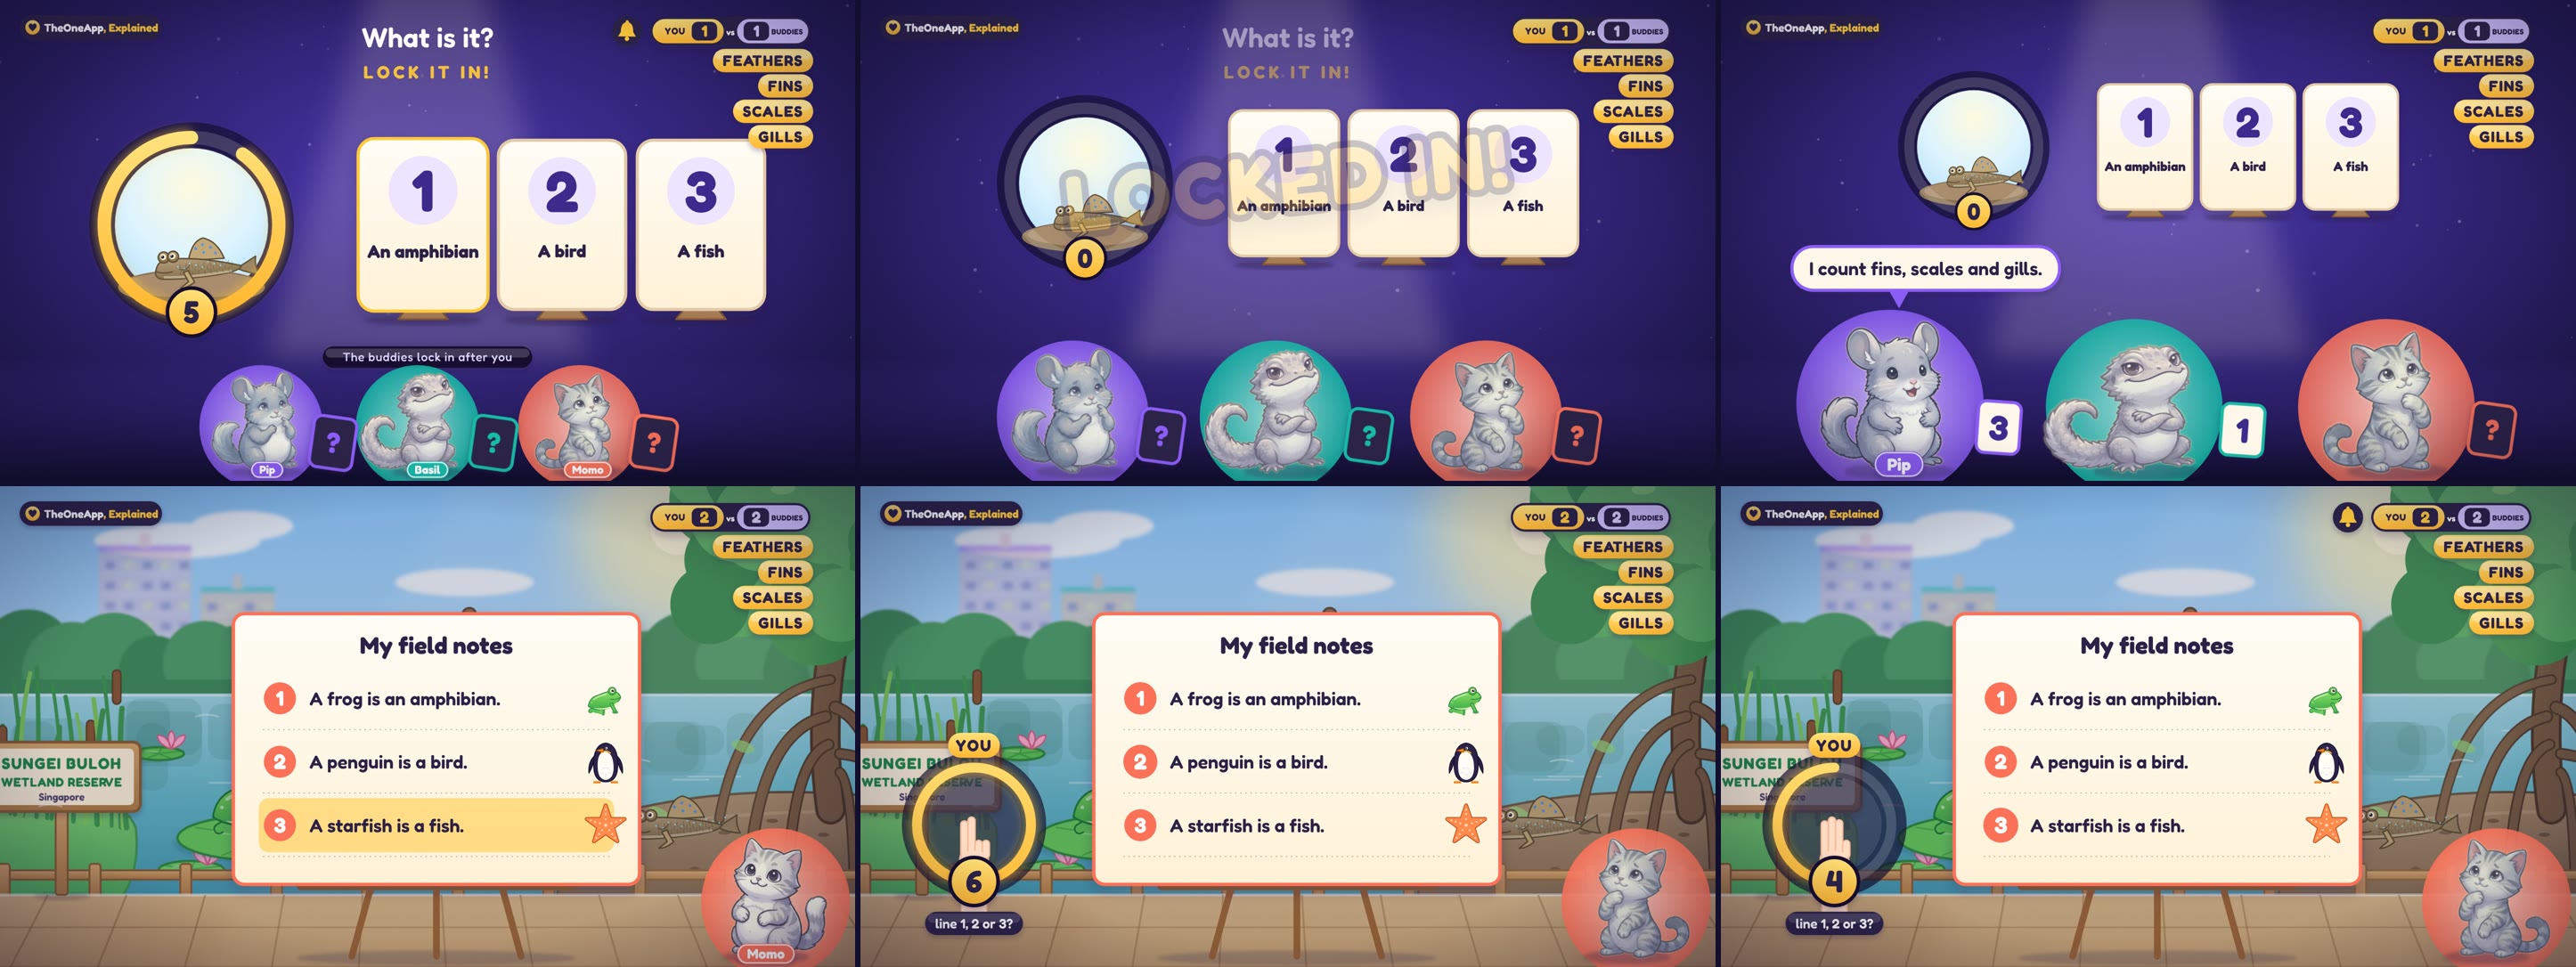 TheOneApp, Explained
What is it?
LOCK IT IN!
YOU 1 vs 1 BUDDIES
FEATHERS
FINS
SCALES
GILLS
5
1
An amphibian
2
A bird
3
A fish
The buddies lock in after you
Pip
?
Basil
?
Momo
?
TheOneApp, Explained
What is it?
LOCK IT IN!
YOU 1 vs 1 BUDDIES
FEATHERS
FINS
SCALES
GILLS
0
LOCKED IN!
1
An amphibian
2
A bird
3
A fish
?
?
?
TheOneApp, Explained
YOU 1 vs 1 BUDDIES
FEATHERS
FINS
SCALES
GILLS
0
1
An amphibian
2
A bird
3
A fish
I count fins, scales and gills.
Pip
3
1
?
TheOneApp, Explained
YOU 2 vs 2 BUDDIES
FEATHERS
FINS
SCALES
GILLS
My field notes
1 A frog is an amphibian.
2 A penguin is a bird.
3 A starfish is a fish.
SUNGEI BULOH
WETLAND RESERVE
Singapore
Momo
TheOneApp, Explained
YOU 2 vs 2 BUDDIES
FEATHERS
FINS
SCALES
GILLS
My field notes
1 A frog is an amphibian.
2 A penguin is a bird.
3 A starfish is a fish.
YOU
SUNGEI
WETLAND RESERVE
6
line 1, 2 or 3?
TheOneApp, Explained
YOU 2 vs 2 BUDDIES
FEATHERS
FINS
SCALES
GILLS
My field notes
1 A frog is an amphibian.
2 A penguin is a bird.
3 A starfish is a fish.
YOU
SUNGEI
WETLAND RESERVE
4
line 1, 2 or 3?